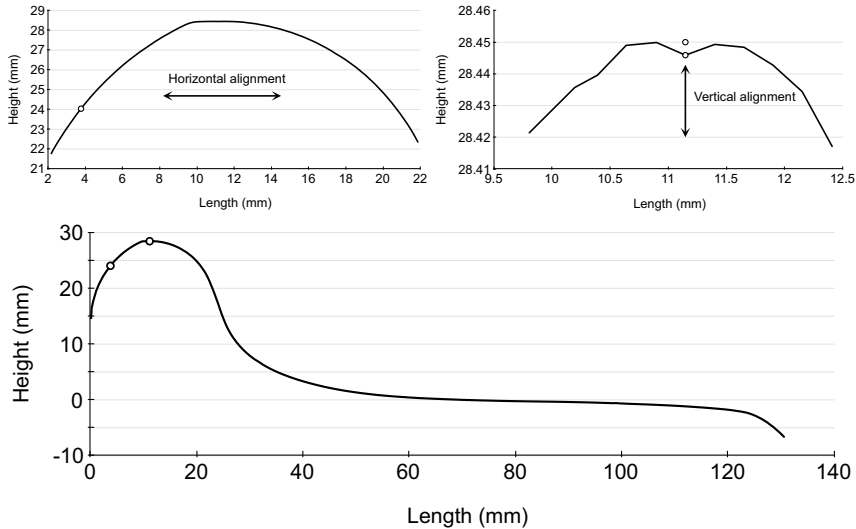 29
28
27
26
25
24
23
22
21
Height (mm)
Horizontal alignment
2 4 6 8 10 12 14 16 18 20 22
Length (mm)
28.46
28.45
28.44
28.43
28.42
28.41
Height (mm)
Vertical alignment
9.5 10 10.5 11 11.5 12 12.5
Length (mm)
30
20
10
0
-10
Height (mm)
0 20 40 60 80 100 120 140
Length (mm)